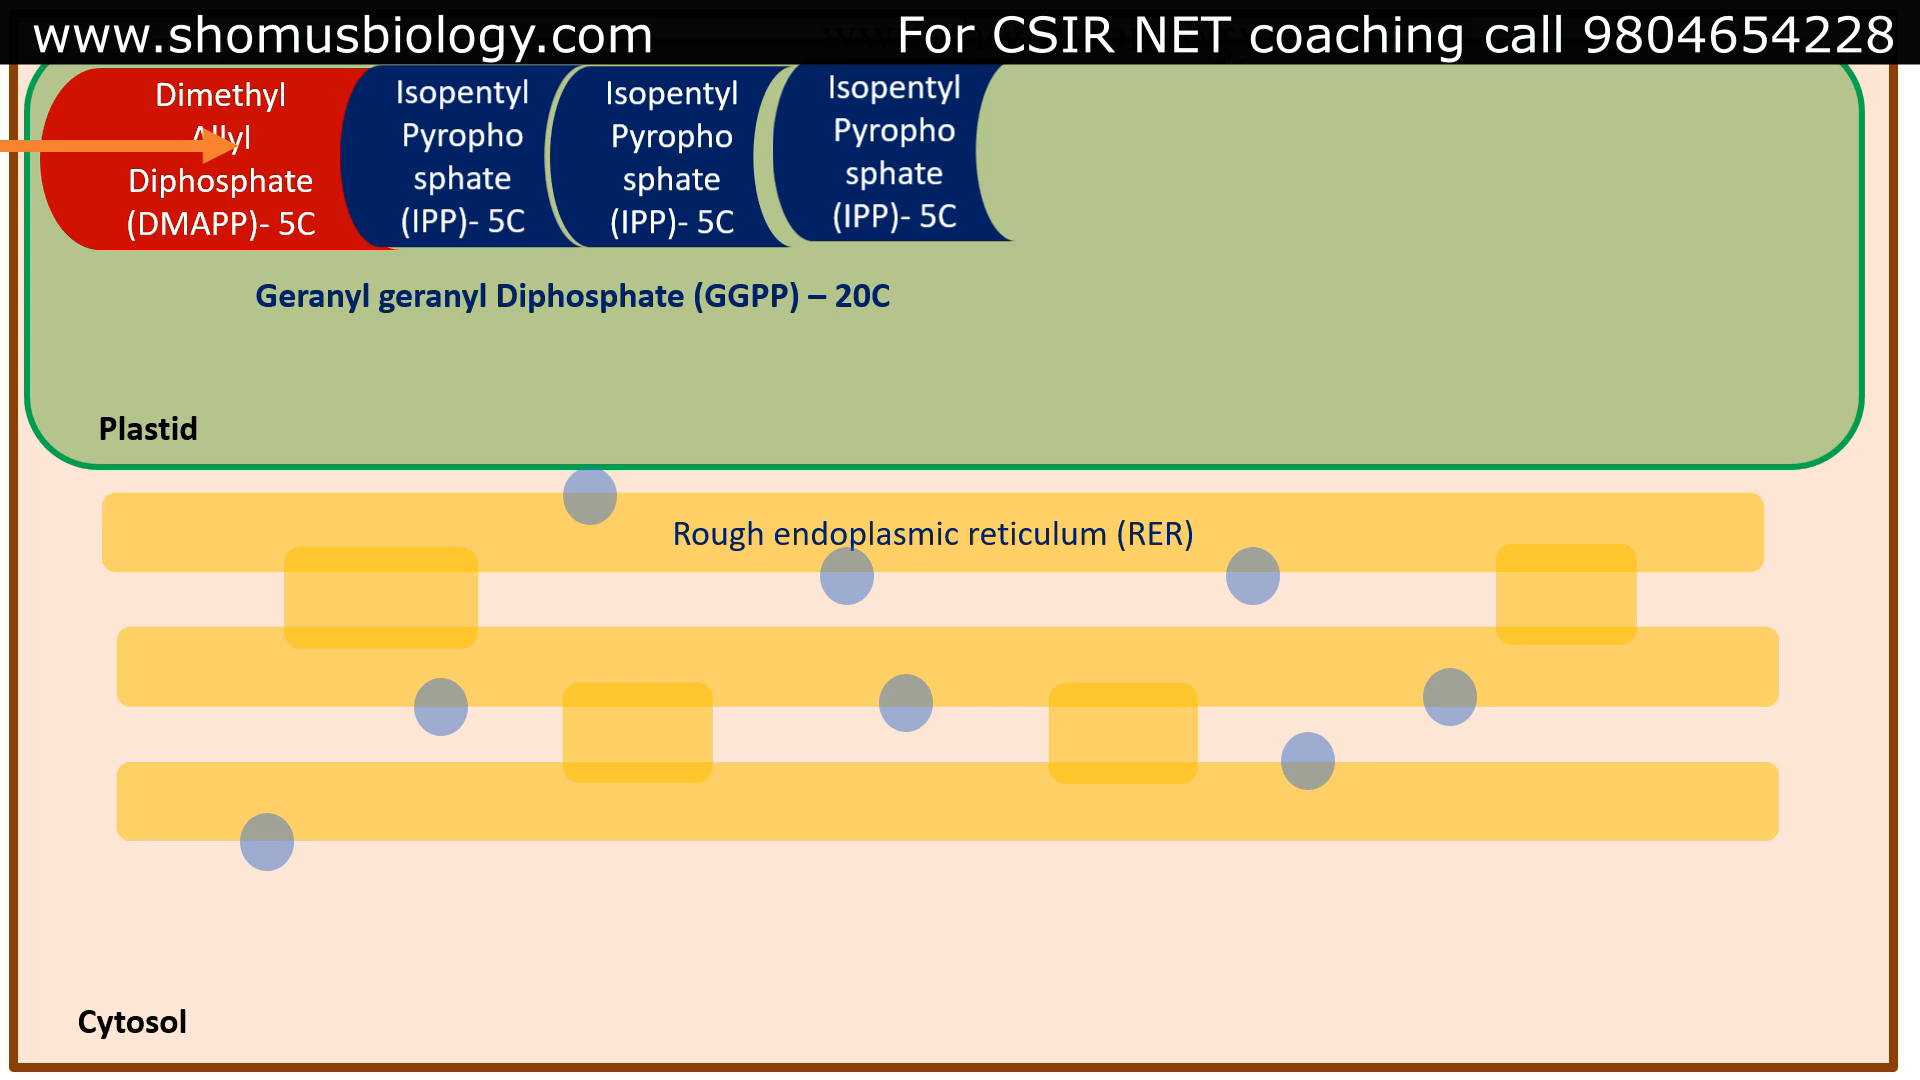 www.shomusbiology.com
For CSIR NET coaching call 9804654228
Dimethyl
Allyl
Diphosphate
(DMAPP)- 5C
Isopentyl
Pyropho
sphate
(IPP)- 5C
Isopentyl
Pyropho
sphate
(IPP)- 5C
Isopentyl
Pyropho
sphate
(IPP)- 5C
Geranyl geranyl Diphosphate (GGPP) – 20C
Plastid
Rough endoplasmic reticulum (RER)
Cytosol